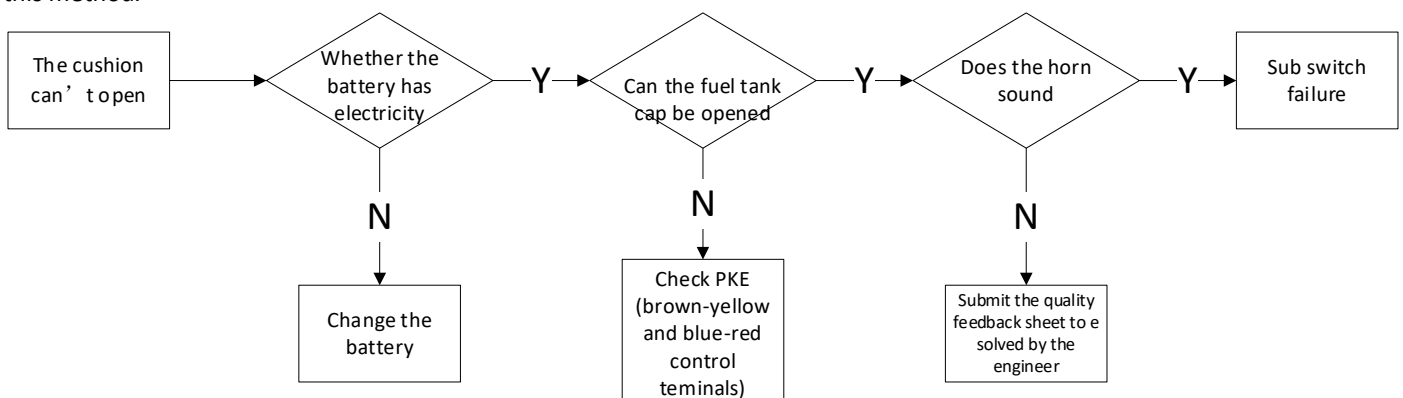 this method.
The cushion
can’t open
Whether the
battery has
electricity
Y
Can the fuel tank
cap be opened
Y
Does the horn
sound
Y
Sub switch
failure
N
N
N
Change the
battery
Check PKE
(brown-yellow
and blue-red
control
teminals)
Submit the quality
feedback sheet to e
solved by the
engineer